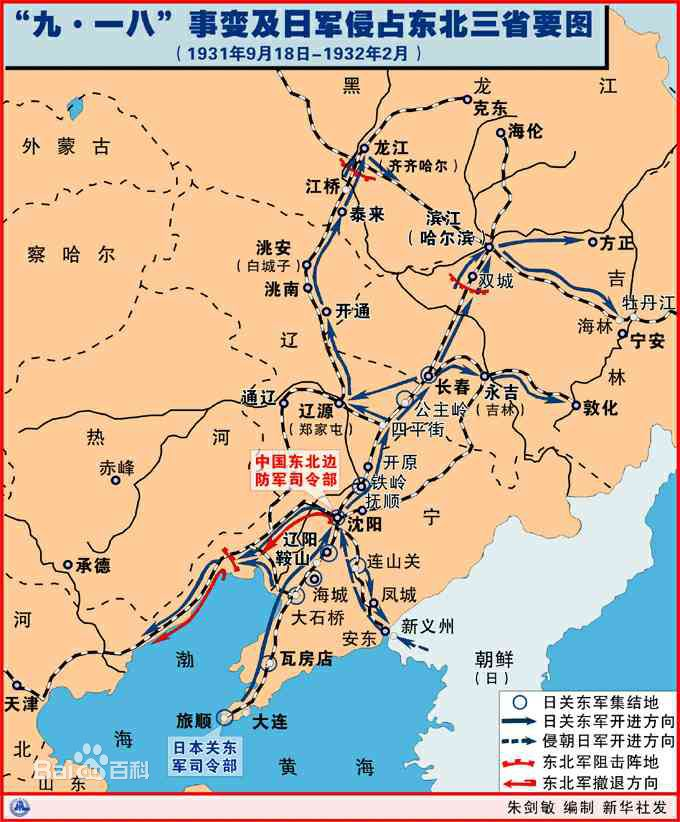 “九·一八”事变及日军侵占东北三省要图
(1931年9月18日-1932年2月)
黑龙江
克东
海伦
外蒙古
龙江
(齐齐哈尔)
江桥
泰来
滨江
(哈尔滨)
方正
察哈尔
洮安
(白城子)
洮南
双城
吉林
牡丹江
海林
宁安
开通
辽宁
长春
永吉
(吉林)
敦化
通辽
辽源
(郑家屯)
公主岭
四平街
热河
赤峰
中国东北边
防军司令部
开原
铁岭
抚顺
沈阳
辽阳
鞍山
连山关
承德
海城
凤城
大石桥
安东
新义州
河北
渤海
瓦房店
朝鲜
(日)
天津
旅顺
大连
日本关东
军司令部
黄海
山东
Bai百科
日关东军集结地
日关东军开进方向
侵朝日军开进方向
东北军阻击阵地
东北军撤退方向
朱剑敏 编制 新华社发